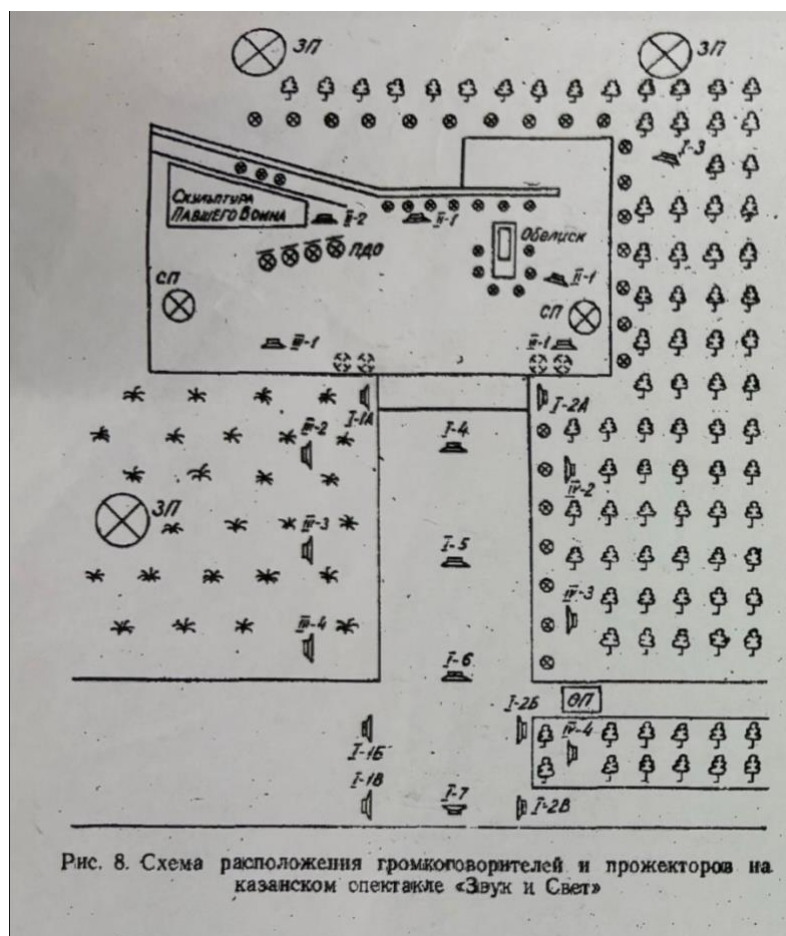 ЗП
ЗП
I-3
Скульптура
Павшего Воина
II-2
II-1
Обелиск
ПДО
СП
II-1
СП
III-1
IV-1
I-1А
I-2А
III-2
I-4
IV-2
ЗП
III-3
I-5
IV-3
III-4
I-6
I-2Б
ЭП
IV-4
I-1Б
I-1В
I-7
I-2В
Рис. 8. Схема расположения громкоговорителей и прожекторов на
казанском спектакле «Звук и Свет»